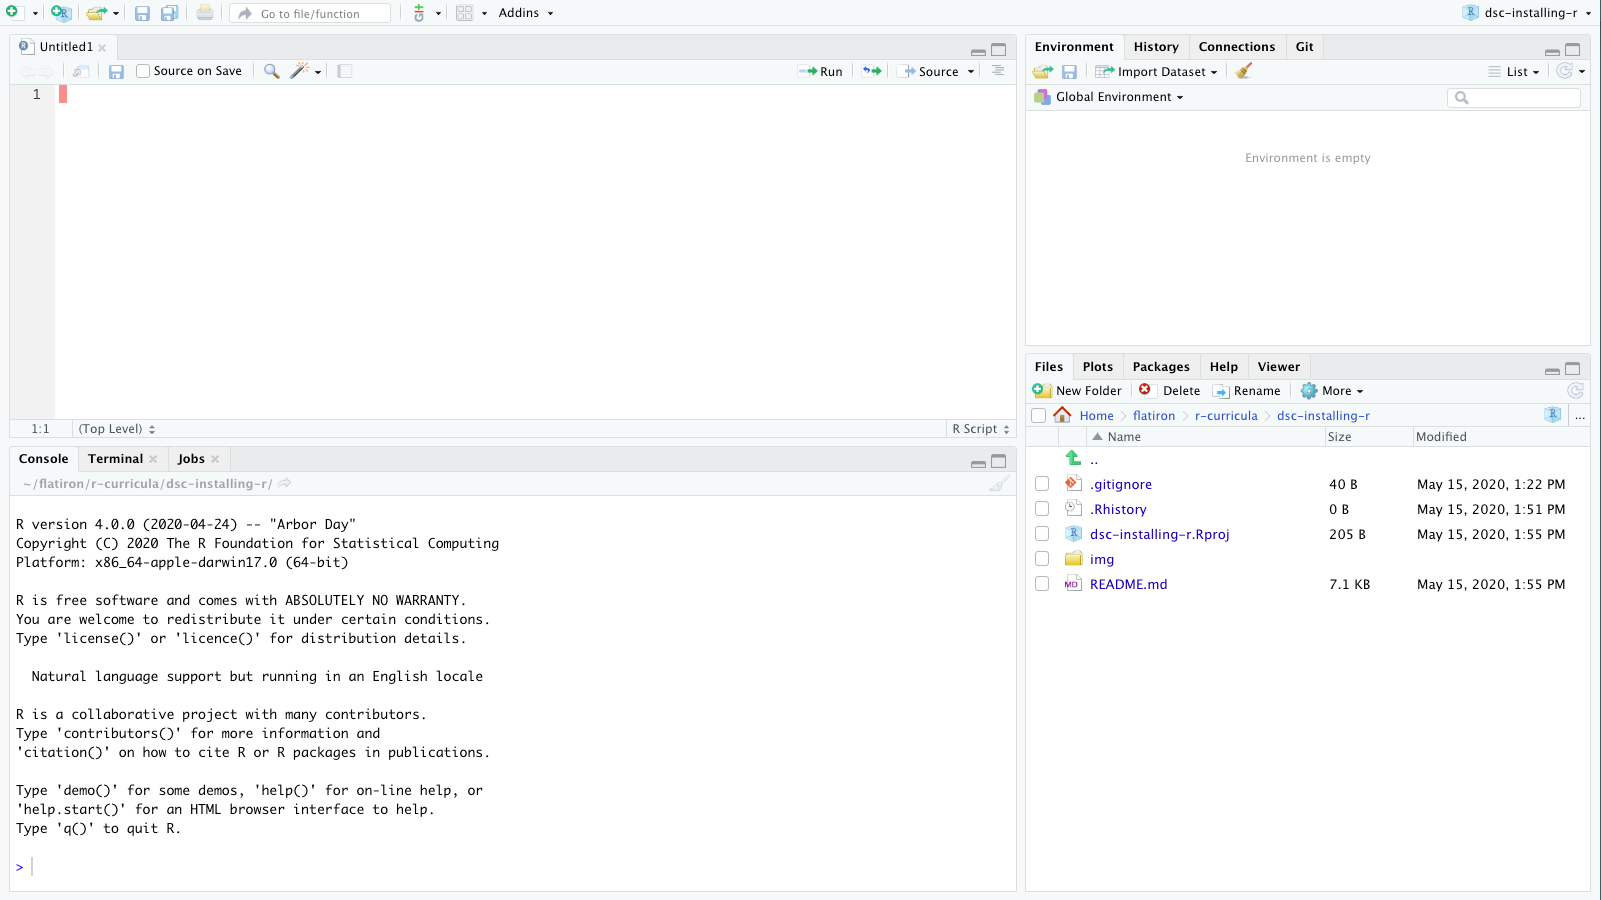 Go to file/function
Addins
dsc-installing-r
Untitled1
Source on Save
Run
Source
1
1:1
(Top Level)
R Script
Console
Terminal
Jobs
~/flatiron/r-curricula/dsc-installing-r/
R version 4.0.0 (2020-04-24) -- "Arbor Day"
Copyright (C) 2020 The R Foundation for Statistical Computing
Platform: x86_64-apple-darwin17.0 (64-bit)
R is free software and comes with ABSOLUTELY NO WARRANTY.
You are welcome to redistribute it under certain conditions.
Type 'license()' or 'licence()' for distribution details.
Natural language support but running in an English locale
R is a collaborative project with many contributors.
Type 'contributors()' for more information and
'citation()' on how to cite R or R packages in publications.
Type 'demo()' for some demos, 'help()' for on-line help, or
'help.start()' for an HTML browser interface to help.
Type 'q()' to quit R.
>
Environment History Connections Git
Import Dataset
List
Global Environment
Environment is empty
Files Plots Packages Help Viewer
New Folder Delete Rename More
Home flatiron r-curricula dsc-installing-r ...
Name Size Modified
..
.gitignore 40 B May 15, 2020, 1:22 PM
.Rhistory 0 B May 15, 2020, 1:51 PM
dsc-installing-r.Rproj 205 B May 15, 2020, 1:55 PM
img
README.md 7.1 KB May 15, 2020, 1:55 PM